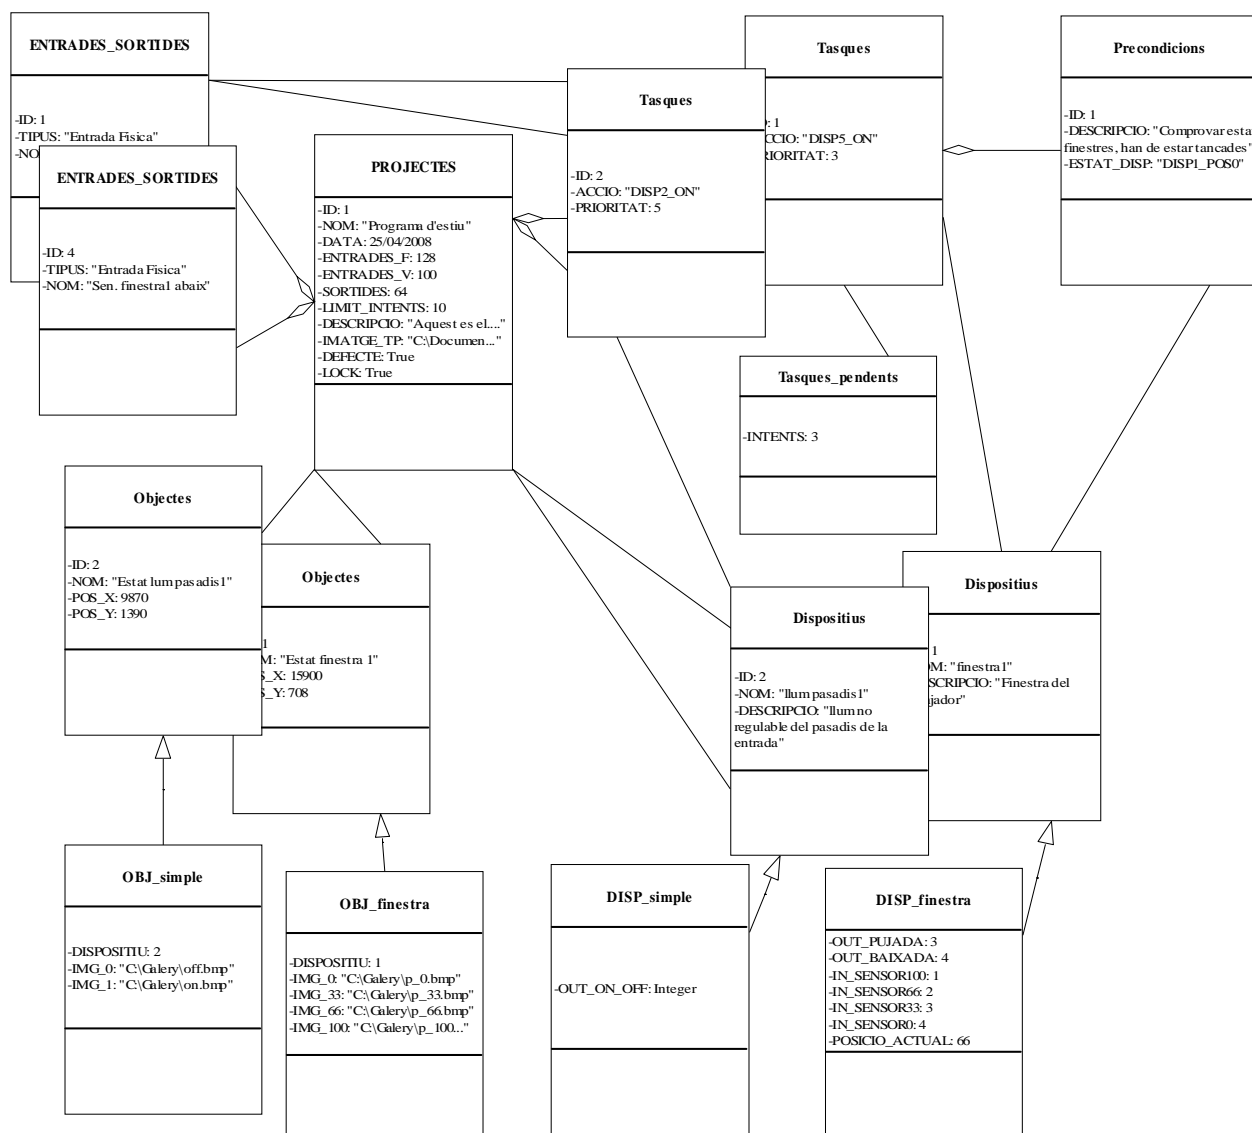 ENTRADES_SORTIDES
-ID: 1
-TIPUS: "Entrada Fisica"
-NO
ENTRADES_SORTIDES
-ID: 4
-TIPUS: "Entrada Fisica"
-NOM: "Sen. finestra1 abaix"
PROJECTES
-ID: 1
-NOM: "Programa d'estiu"
-DATA: 25/04/2008
-ENTRADES_F: 128
-ENTRADES_V: 100
-SORTIDES: 64
-LIMIT_INTENTS: 10
-DESCRIPCIO: "Aquest es el...."
-IMATGE_TP: "C:\Documen..."
-DEFECTE: True
-LOCK: True
Tasques
-ID: 2
-ACCIO: "DISP2_ON"
-PRIORITAT: 5
Tasques
D: 1
CCIO: "DISP5_ON"
RIORITAT: 3
Precondicions
-ID: 1
-DESCRIPCIO: "Comprovar esta
finestres, han de estar tancades"
-ESTAT_DISP: "DISP1_POS0"
Tasques_pendents
-INTENTS: 3
Objectes
-ID: 2
-NOM: "Estat lum pasadis1"
-POS_X: 9870
-POS_Y: 1390
Objectes
1
M: "Estat finestra 1"
S_X: 15900
S_Y: 708
Dispositius
-ID: 2
-NOM: "llum pasadis1"
-DESCRIPCIO: "llum no
regulable del pasadis de la
entrada"
Dispositius
1
OM: "finestra1"
SCRIPCIO: "Finestra del
jador"
OBJ_simple
-DISPOSITIU: 2
-IMG_0: "C:\Galery\off.bmp"
-IMG_1: "C:\Galery\on.bmp"
OBJ_finestra
-DISPOSITIU: 1
-IMG_0: "C:\Galery\p_0.bmp"
-IMG_33: "C:\Galery\p_33.bmp"
-IMG_66: "C:\Galery\p_66.bmp"
-IMG_100: "C:\Galery\p_100..."
DISP_simple
-OUT_ON_OFF: Integer
DISP_finestra
-OUT_PUJADA: 3
-OUT_BAIXADA: 4
-IN_SENSOR100: 1
-IN_SENSOR66: 2
-IN_SENSOR33: 3
-IN_SENSOR0: 4
-POSICIO_ACTUAL: 66